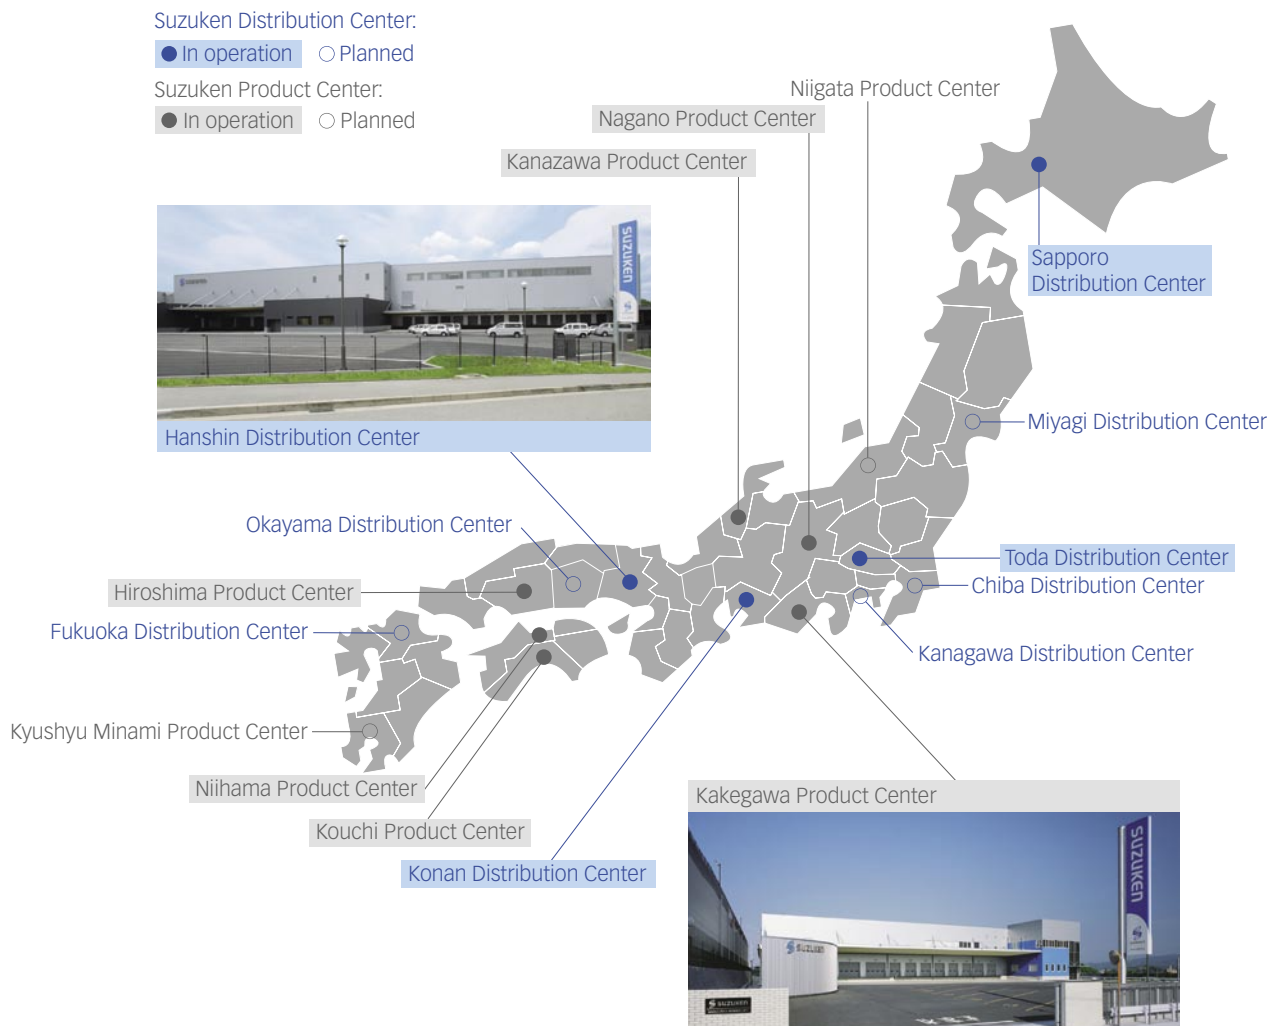 Suzuken Distribution Center:
In operation
Planned
Suzuken Product Center:
In operation
Planned
Niigata Product Center
Nagano Product Center
Kanazawa Product Center
SUZUKEN
SUZUKEN
Sapporo
Distribution Center
Hanshin Distribution Center
Miyagi Distribution Center
Okayama Distribution Center
Toda Distribution Center
Chiba Distribution Center
Hiroshima Product Center
Fukuoka Distribution Center
Kanagawa Distribution Center
Kyushyu Minami Product Center
Niihama Product Center
Kakegawa Product Center
Kouchi Product Center
Konan Distribution Center
SUZUKEN
SUZUKEN
SUZUKEN